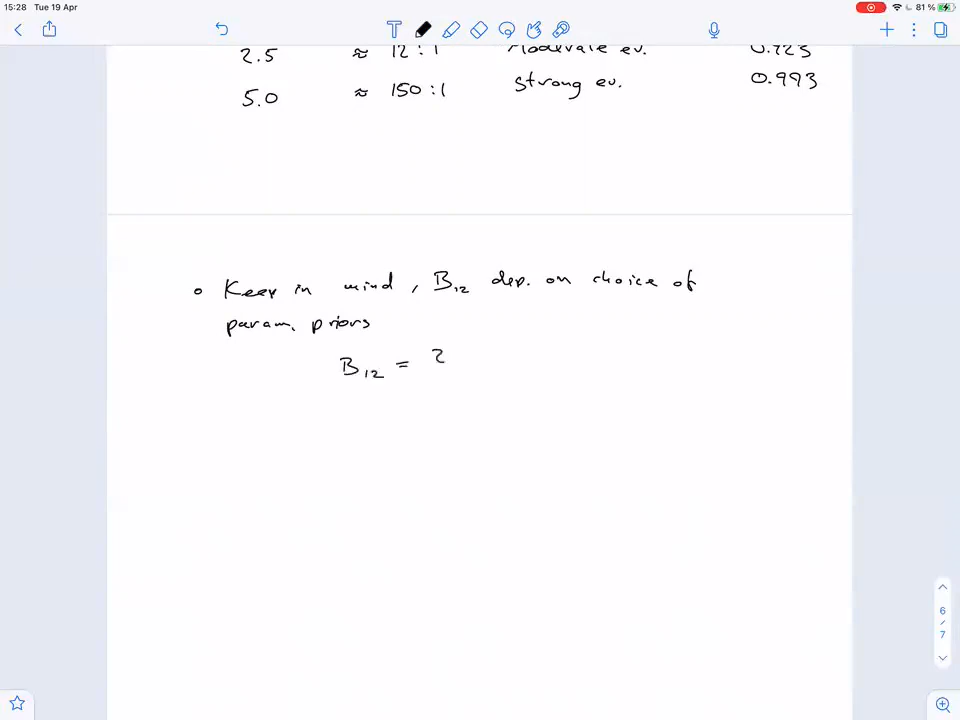 15:28 Tue 19 Apr
81 %
2.5 ≈ 12 : 1 Moderate ev. 0.923
5.0 ≈ 150 : 1 Strong ev. 0.993
○ Keep in mind, B12 dep. on choice of
param. priors
B12 =
6
/
7